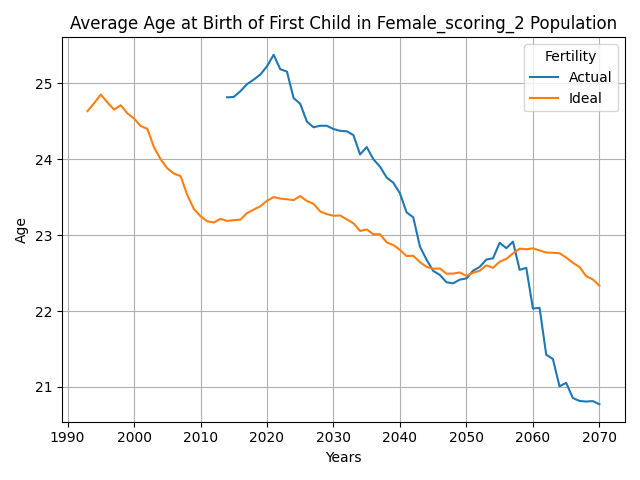 Average Age at Birth of First Child in Female_scoring_2 Population
Fertility
Actual
Ideal
25
24
23
22
21
Age
1990 2000 2010 2020 2030 2040 2050 2060 2070
Years